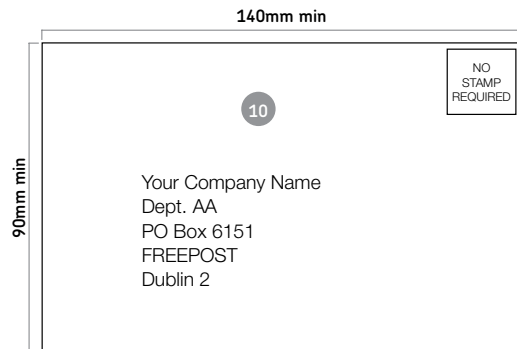 140mm min
NO
STAMP
REQUIRED
10
90mm min
Your Company Name
Dept. AA
PO Box 6151
FREEPOST
Dublin 2